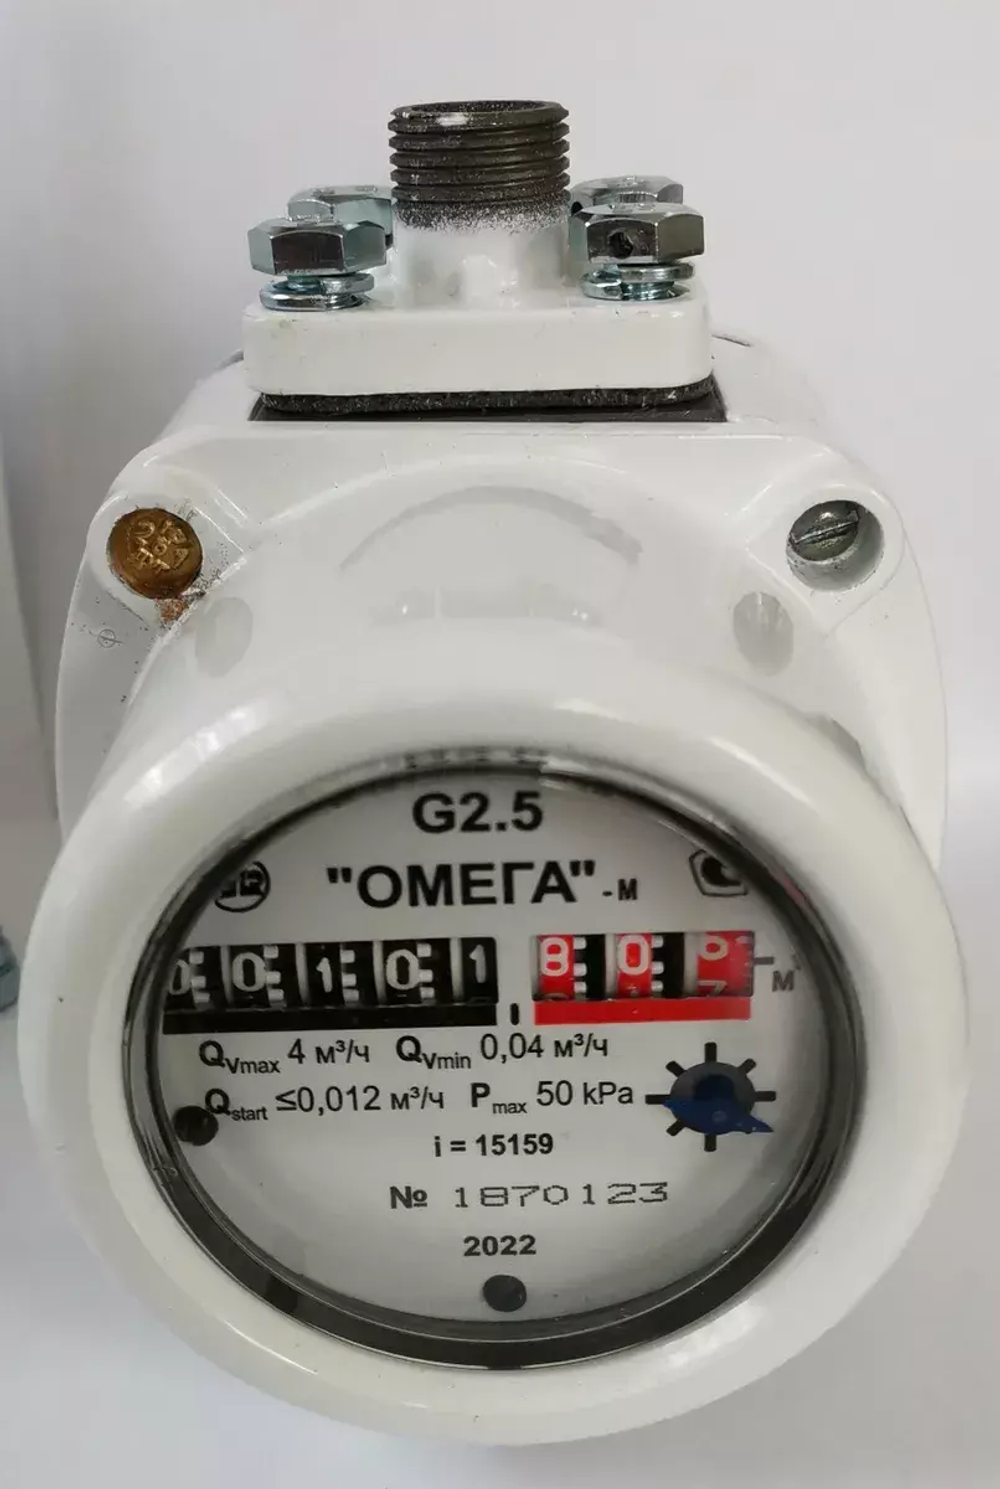 G2.5
"ОМЕГА"-М
00101 80
м³
Qvmax 4 м³/ч Qvmin 0,04 м³/ч
Qstart ≤0,012 м³/ч Pmax 50 kPa
i = 15159
№ 1870123
2022